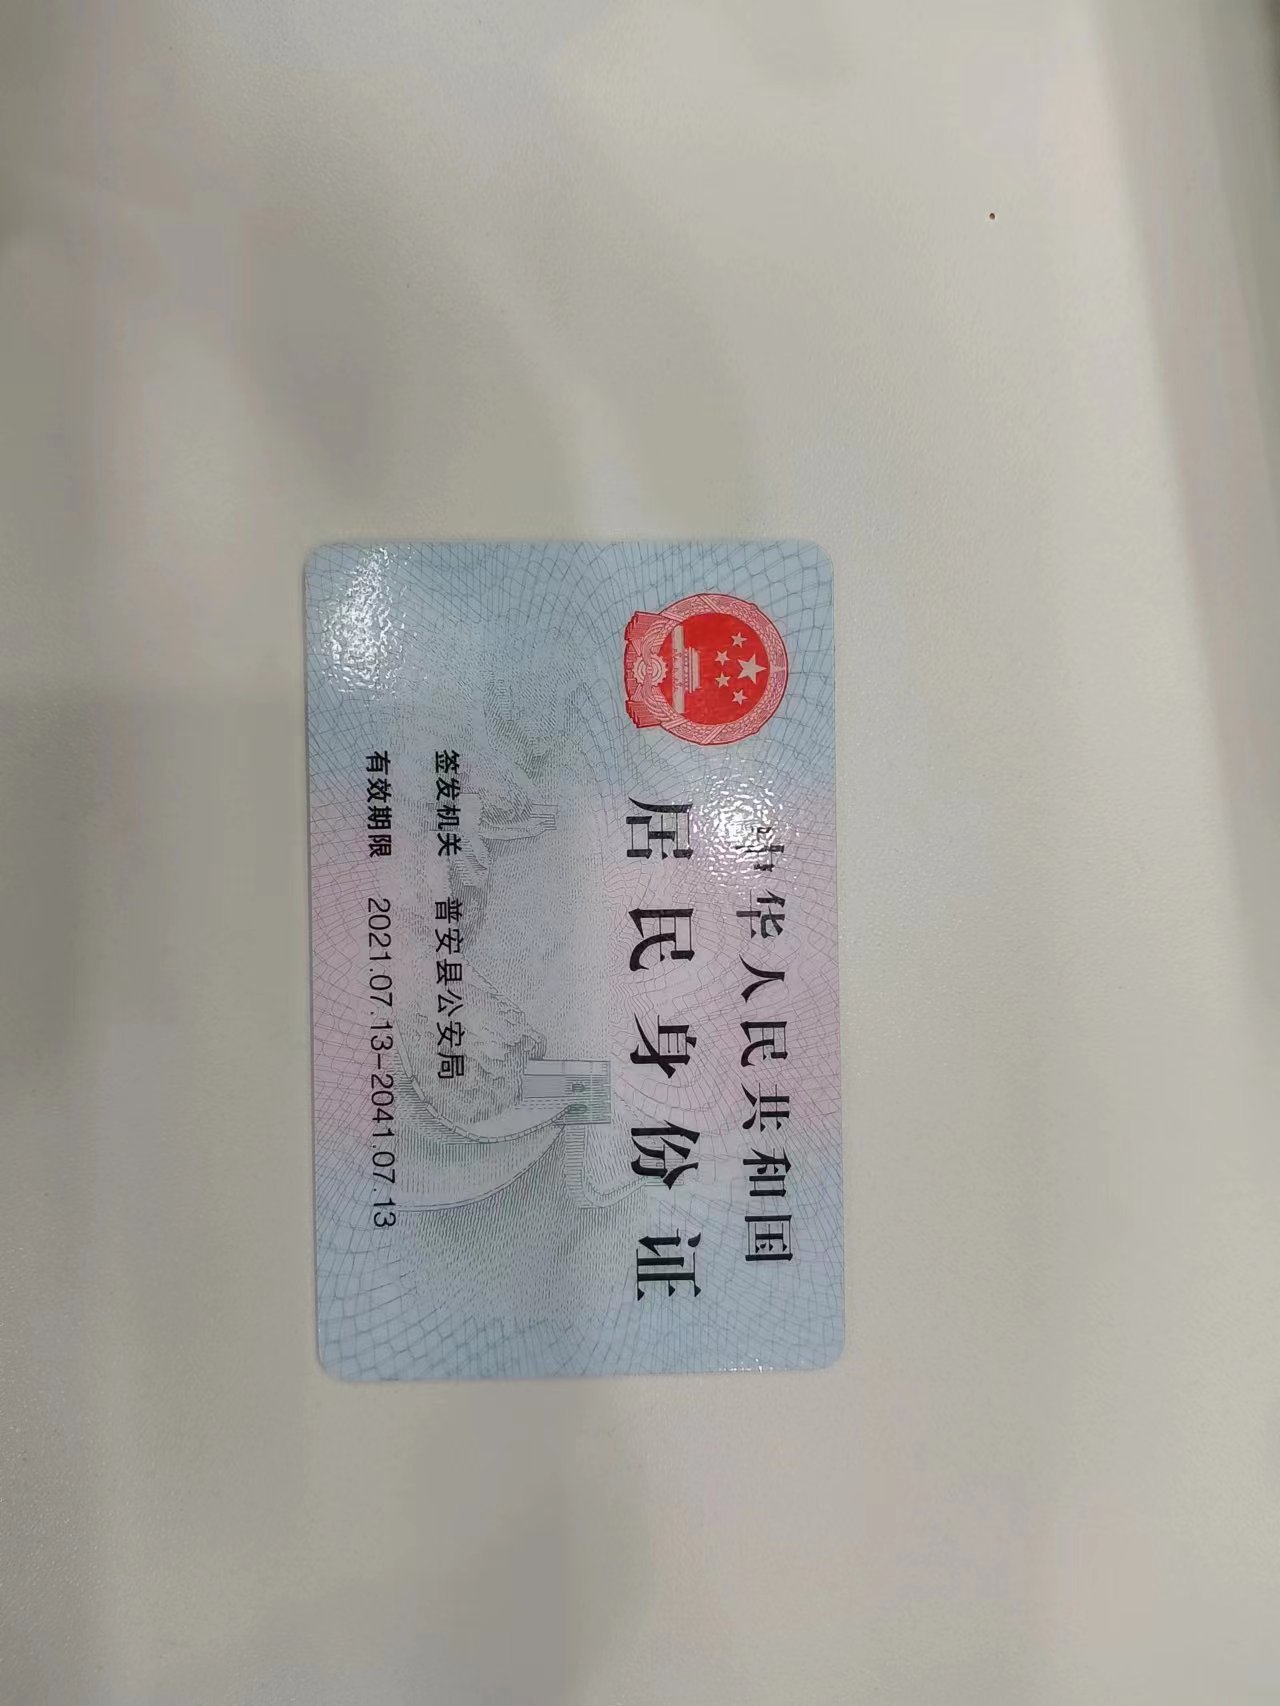 中华人民共和国
居民身份证
签发机关 普安县公安局
有效期限 2021.07.13-2041.07.13